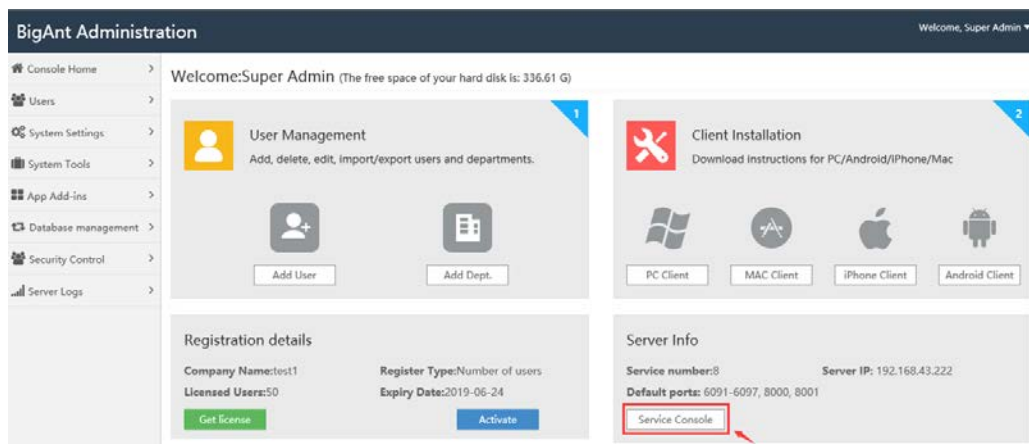 BigAnt Administration
Welcome, Super Admin
Console Home
Users
System Settings
System Tools
App Add-ins
Database management
Security Control
Server Logs
Welcome:Super Admin (The free space of your hard disk is: 336.61 G)
1
User Management
Add, delete, edit, import/export users and departments.
Add User
Add Dept.
2
Client Installation
Download instructions for PC/Android/iPhone/Mac
PC Client
MAC Client
iPhone Client
Android Client
Registration details
Company Name:test1
Register Type:Number of users
Licensed Users:50
Expiry Date:2019-06-24
Get license
Activate
Server Info
Service number:8
Server IP: 192.168.43.222
Default ports: 6091-6097, 8000, 8001
Service Console